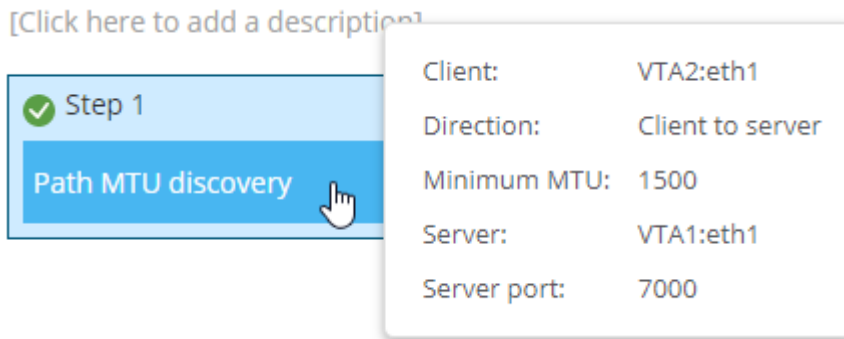 [Click here to add a description]
Step 1
Path MTU discovery
Client: VTA2:eth1
Direction: Client to server
Minimum MTU: 1500
Server: VTA1:eth1
Server port: 7000